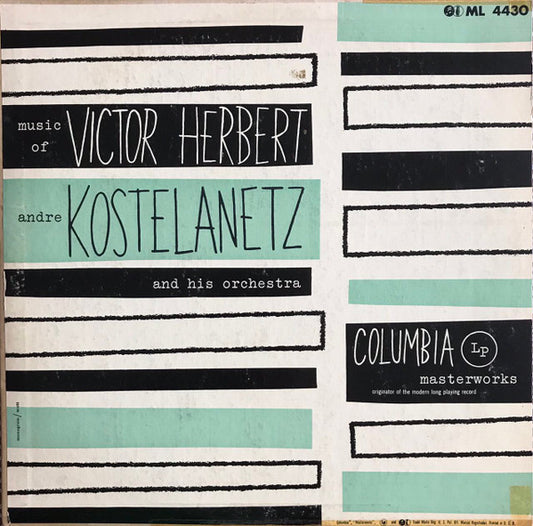 ML 4430
music
of
VICTOR HERBERT
andre
KOSTELANETZ
and his orchestra
COLUMBIA LP
masterworks
originator of the modern long playing record